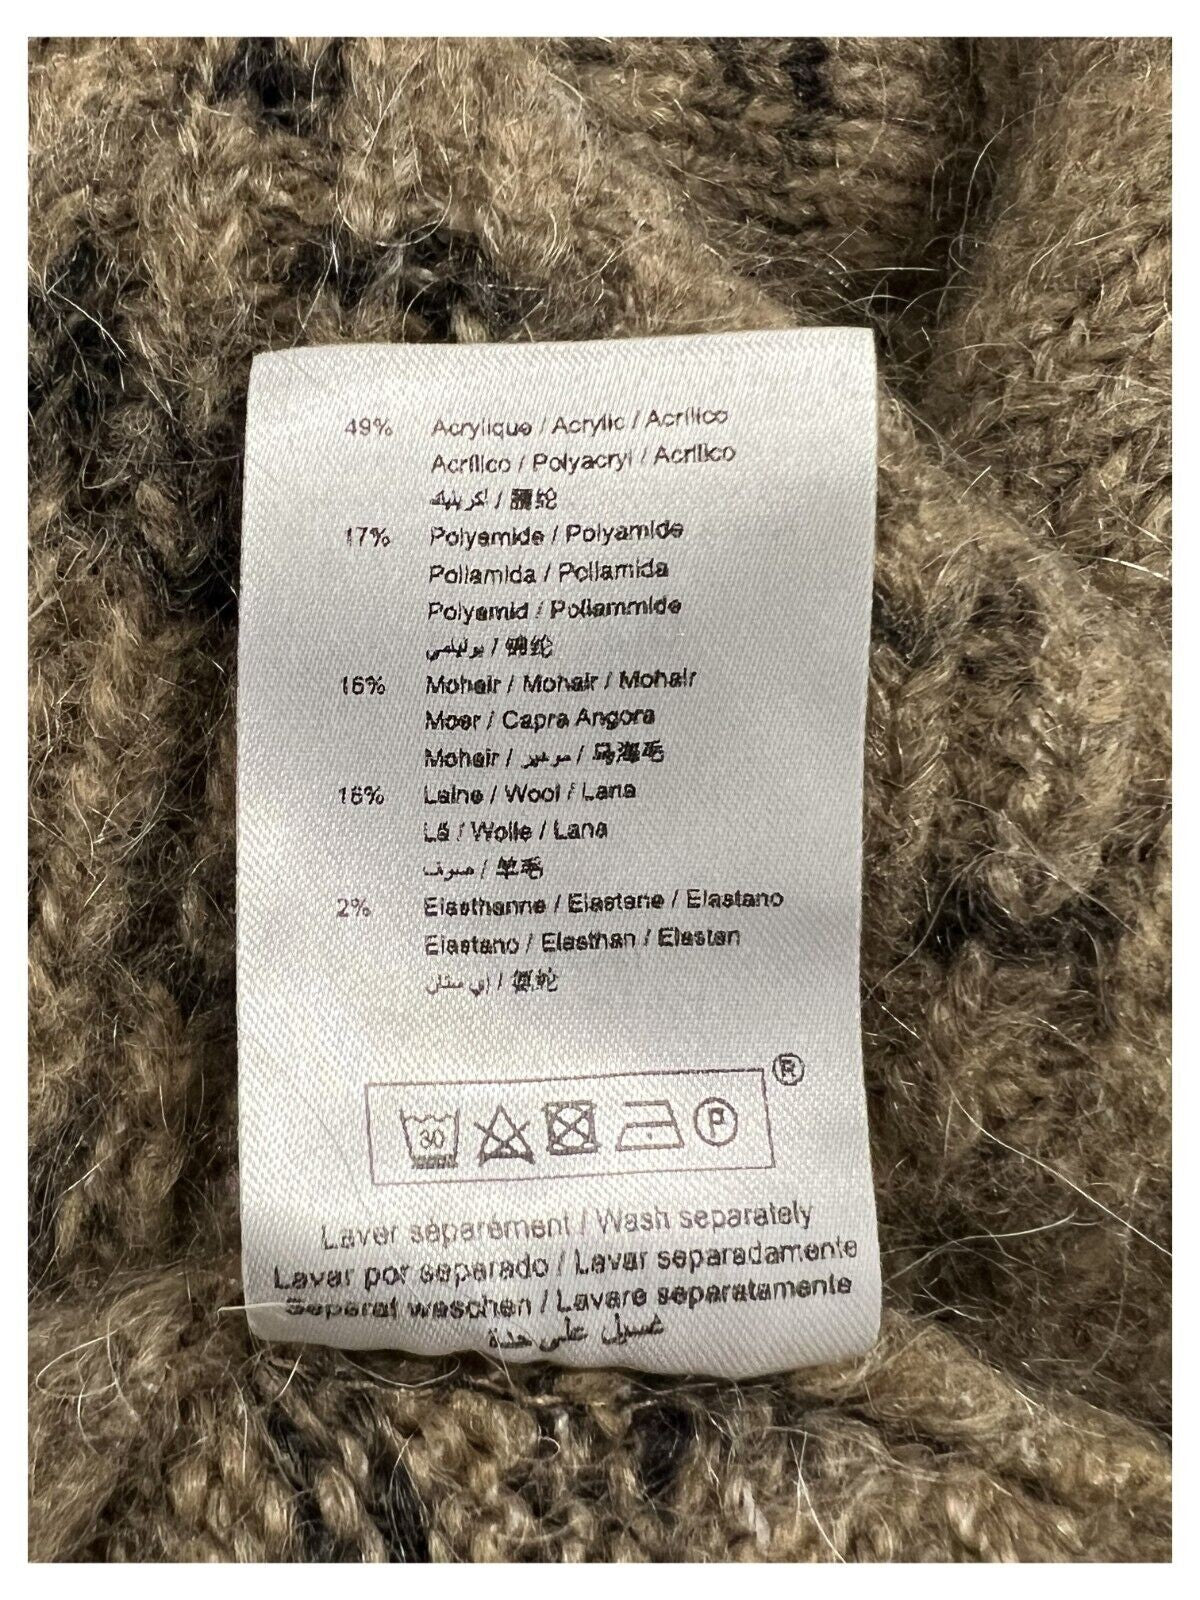 49% Acrylique / Acrylic / Acrílico
Acrílico / Polyacryl / Acrilico
اكريليك / 腈纶
17% Polyamide / Polyamide
Poliamida / Poliamida
Polyamid / Poliammide
بوليامي / 锦纶
16% Mohair / Mohair / Mohair
Moer / Capra Angora
Mohair / موهير / 马海毛
16% Laine / Wool / Lana
Lã / Wolle / Lana
صوف / 羊毛
2% Elasthanne / Elastane / Elastano
Elastano / Elasthan / Elastan
إي ستان / 氨纶
®
30 P
Laver séparément / Wash separately
Lavar por separado / Lavar separadamente
Separat waschen / Lavare separatamente
غسيل على حدة